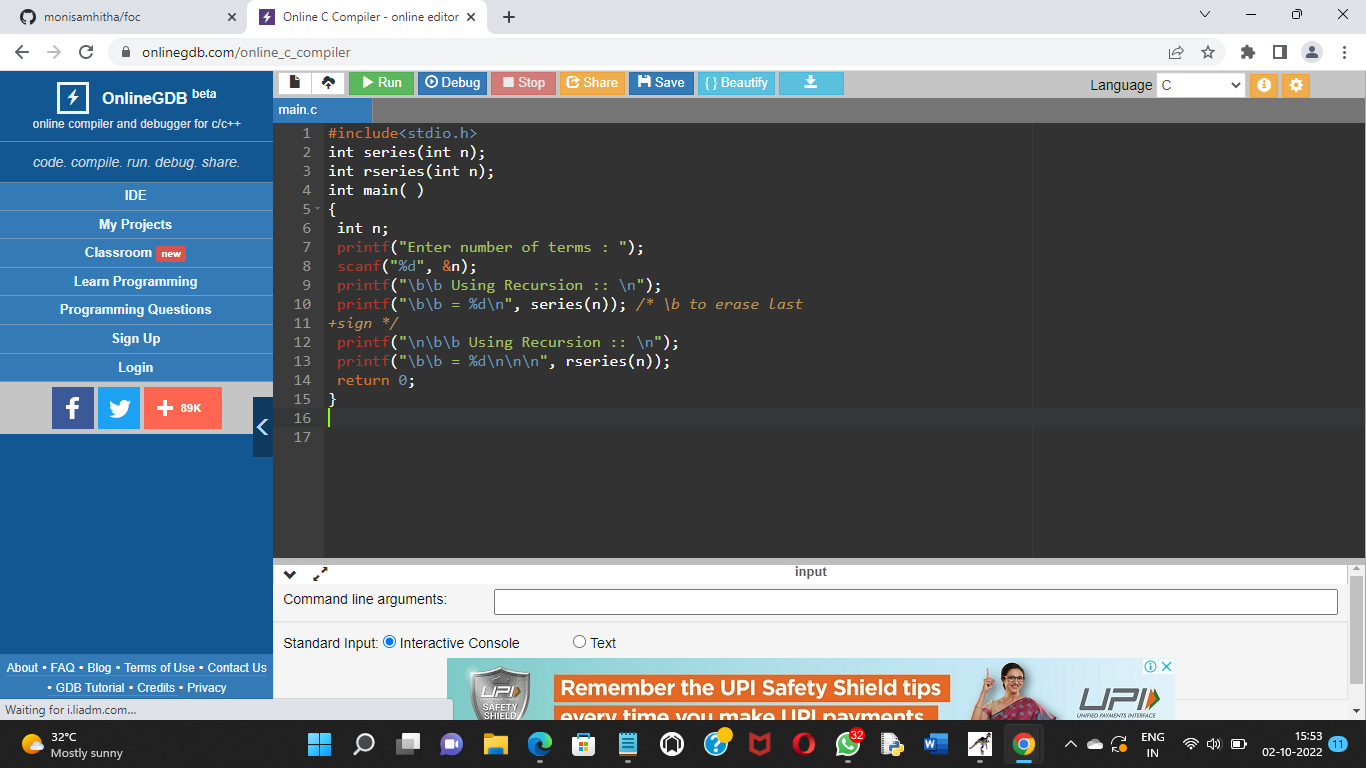 monisamhitha/foc
Online C Compiler - online editor
onlinegdb.com/online_c_compiler
OnlineGDB beta
online compiler and debugger for c/c++
code. compile. run. debug. share.
IDE
My Projects
Classroom new
Learn Programming
Programming Questions
Sign Up
Login
89K
About • FAQ • Blog • Terms of Use • Contact Us
• GDB Tutorial • Credits • Privacy
Waiting for i.liadm.com...
Run Debug Stop Share Save {} Beautify
Language C
main.c
1 #include<stdio.h>
2 int series(int n);
3 int rseries(int n);
4 int main( )
5 {
6 int n;
7 printf("Enter number of terms : ");
8 scanf("%d", &n);
9 printf("\b\b Using Recursion :: \n");
10 printf("\b\b = %d\n", series(n)); /* \b to erase last
11 +sign */
12 printf("\n\b\b Using Recursion :: \n");
13 printf("\b\b = %d\n\n\n", rseries(n));
14 return 0;
15 }
16
17
input
Command line arguments:
Standard Input: Interactive Console Text
UPI
SAFETY
SHIELD
Remember the UPI Safety Shield tips
every time you make UPI payments
UPI
UNIFIED PAYMENTS INTERFACE
32°C
Mostly sunny
32
ENG
IN
15:53
02-10-2022
11